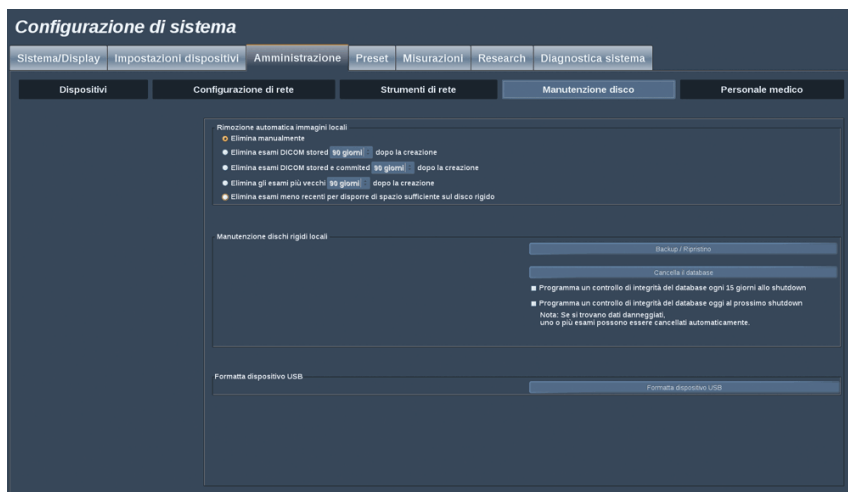 Configurazione di sistema
Sistema/Display Impostazioni dispositivi Amministrazione Preset Misurazioni Research Diagnostica sistema
Dispositivi Configurazione di rete Strumenti di rete Manutenzione disco Personale medico
Rimozione automatica immagini locali
Elimina manualmente
Elimina esami DICOM stored 90 giorni dopo la creazione
Elimina esami DICOM stored e commited 90 giorni dopo la creazione
Elimina gli esami più vecchi 90 giorni dopo la creazione
Elimina esami meno recenti per disporre di spazio sufficiente sul disco rigido
Manutenzione dischi rigidi locali
Backup / Ripristino
Cancella il database
Programma un controllo di integrità del database ogni 15 giorni allo shutdown
Programma un controllo di integrità del database oggi al prossimo shutdown
Nota: Se si trovano dati danneggiati,
uno o più esami possono essere cancellati automaticamente.
Formatta dispositivo USB
Formatta dispositivo USB